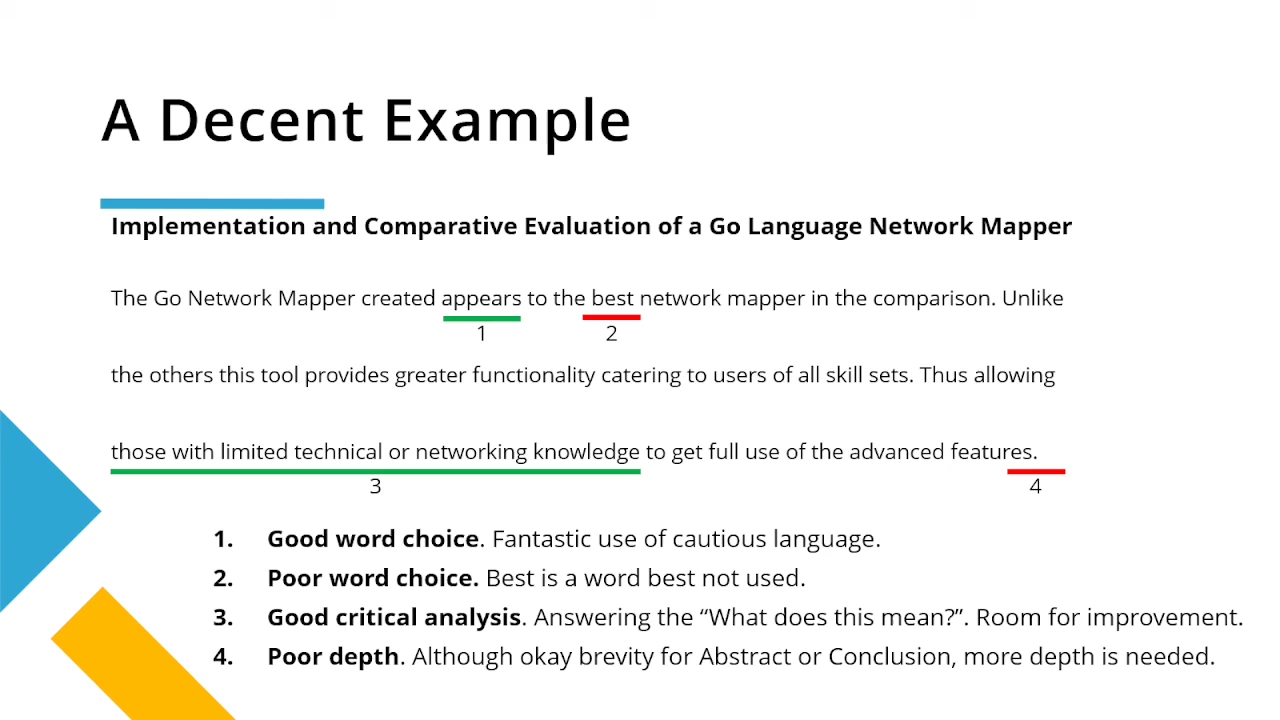 A Decent Example
Implementation and Comparative Evaluation of a Go Language Network Mapper
The Go Network Mapper created appears to the best network mapper in the comparison. Unlike
1 2
the others this tool provides greater functionality catering to users of all skill sets. Thus allowing
those with limited technical or networking knowledge to get full use of the advanced features.
3 4
1. Good word choice. Fantastic use of cautious language.
2. Poor word choice. Best is a word best not used.
3. Good critical analysis. Answering the “What does this mean?”. Room for improvement.
4. Poor depth. Although okay brevity for Abstract or Conclusion, more depth is needed.